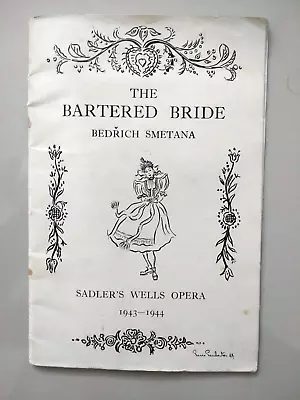 THE
BARTERED BRIDE
BEDŘICH SMETANA
SADLER'S WELLS OPERA
1943–1944